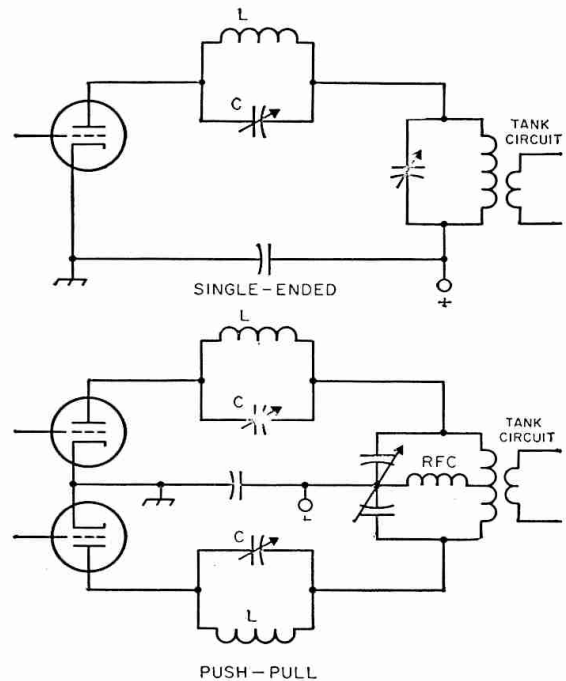 L
C
TANK
CIRCUIT
+
SINGLE-ENDED
L
C
TANK
CIRCUIT
RFC
C
L
PUSH-PULL